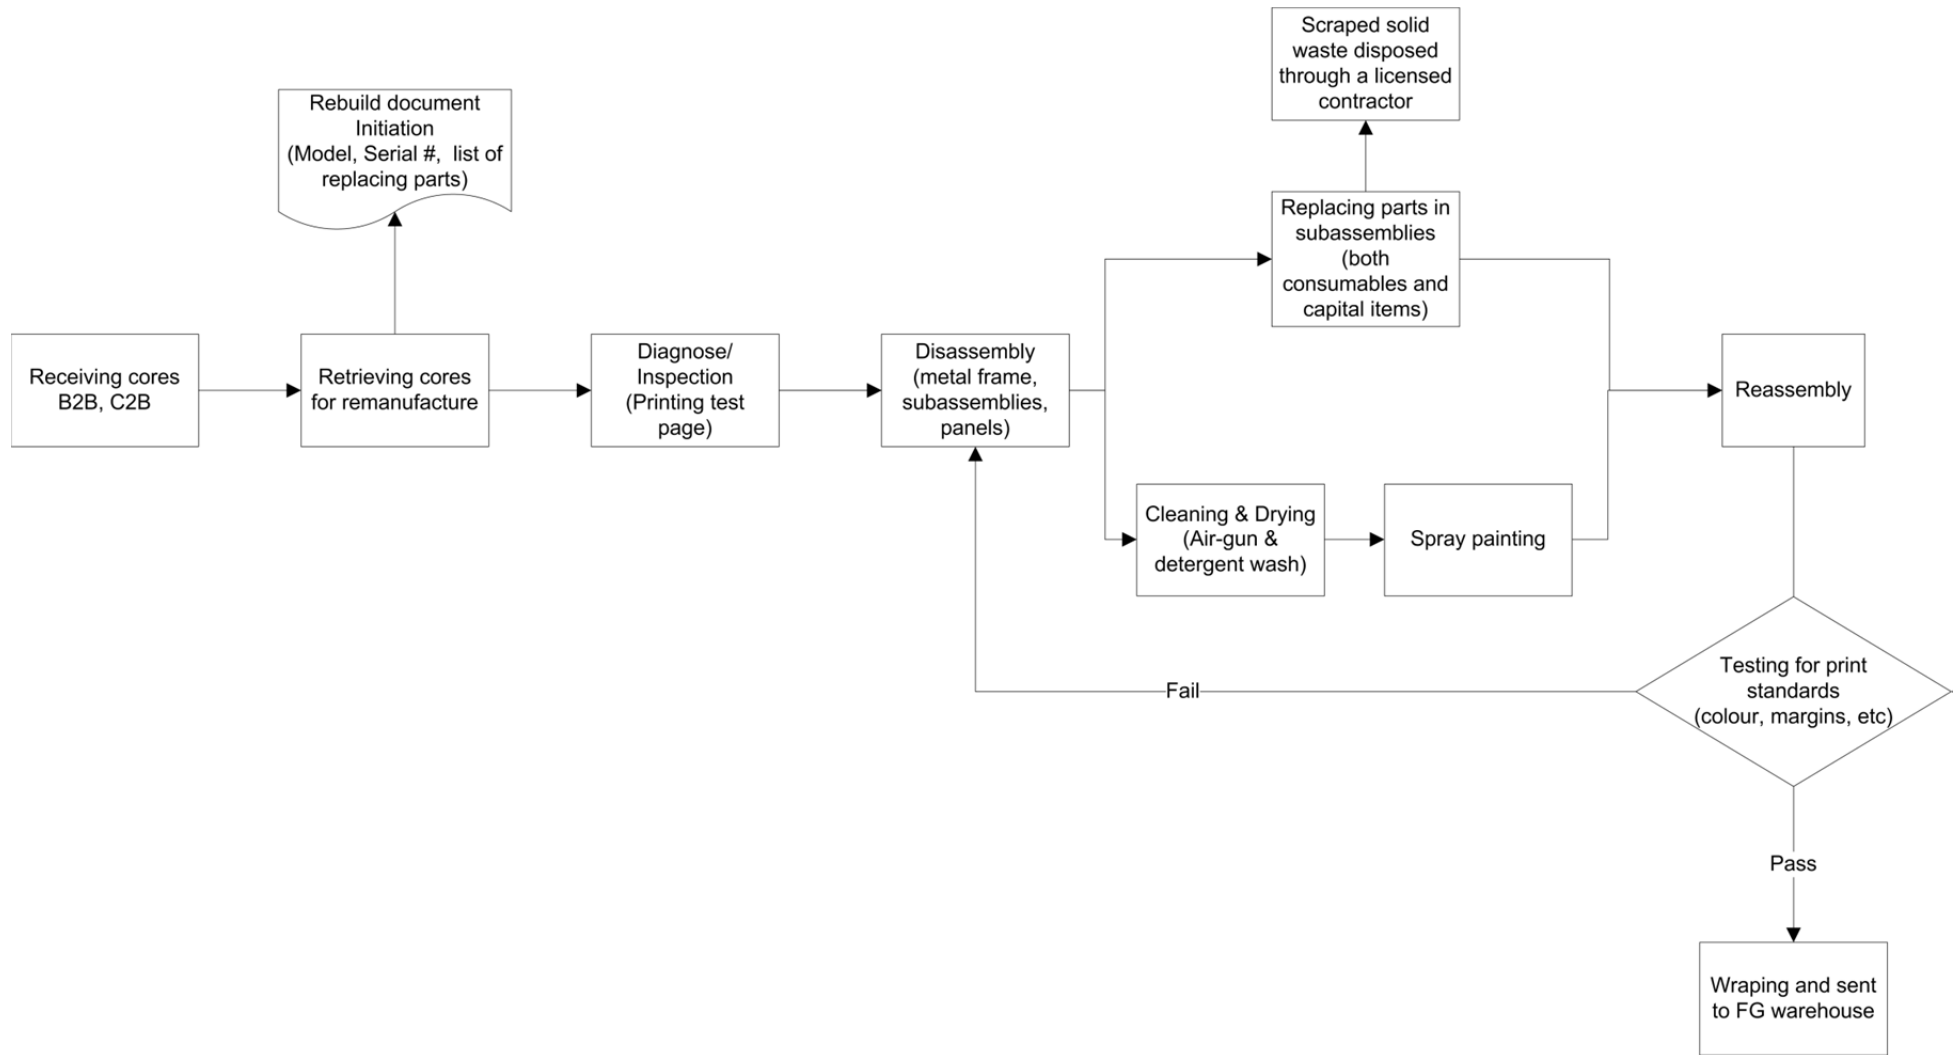 Scraped solid
waste disposed
through a licensed
contractor
Rebuild document
Initiation
(Model, Serial #,  list of
replacing parts)
Replacing parts in
subassemblies
(both
consumables and
capital items)
Receiving cores
B2B, C2B
Retrieving cores
for remanufacture
Diagnose/
Inspection
(Printing test
page)
Disassembly
(metal frame,
subassemblies,
panels)
Reassembly
Cleaning & Drying
(Air-gun &
detergent wash)
Spray painting
Testing for print
standards
(colour, margins, etc)
Fail
Pass
Wraping and sent
to FG warehouse